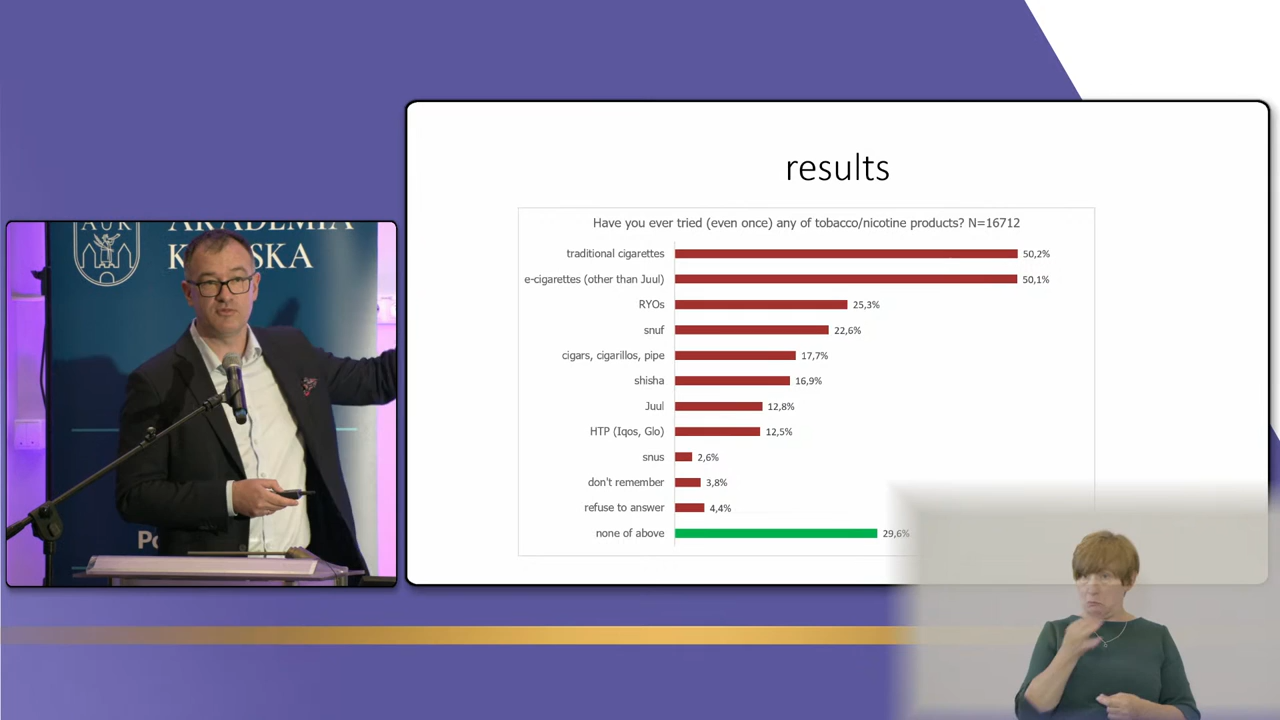 AUK
AKADEMIA
K SKA
Po
results
Have you ever tried (even once) any of tobacco/nicotine products? N=16712
traditional cigarettes 50,2%
e-cigarettes (other than Juul) 50,1%
RYOs 25,3%
snuf 22,6%
cigars, cigarillos, pipe 17,7%
shisha 16,9%
Juul 12,8%
HTP (Iqos, Glo) 12,5%
snus 2,6%
don't remember 3,8%
refuse to answer 4,4%
none of above 29,6%